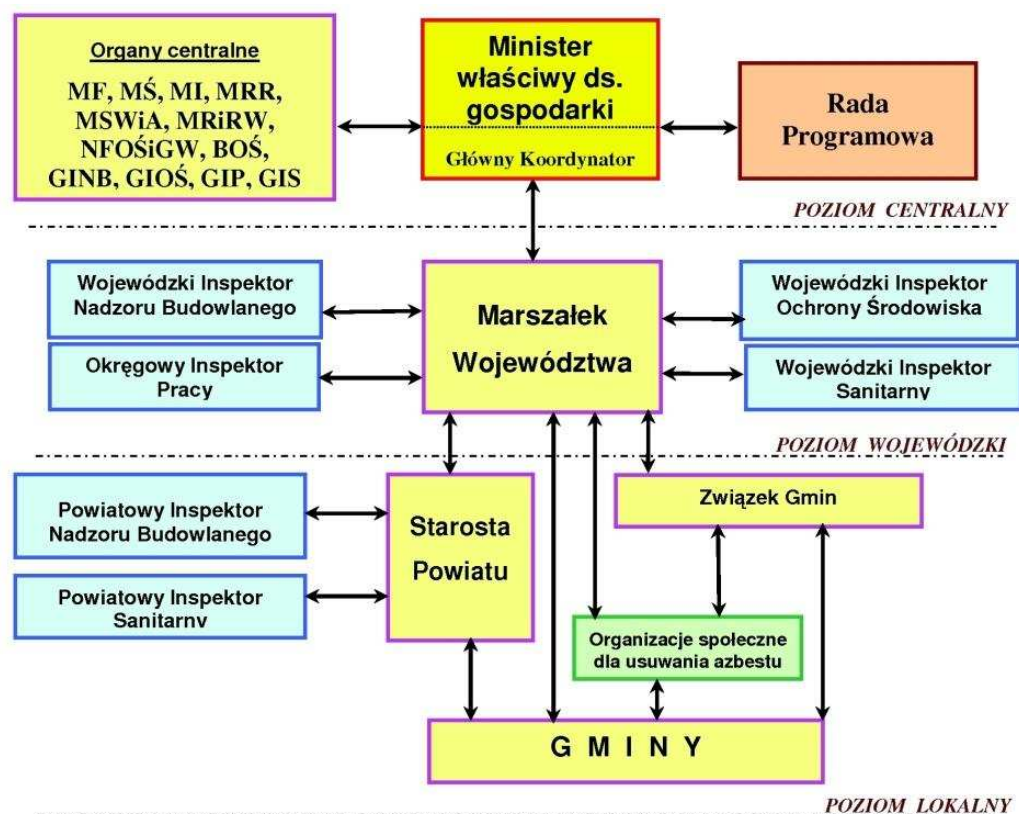 Organy centralne
MF, MŚ, MI, MRR,
MSWiA, MRiRW,
NFOŚiGW, BOŚ,
GINB, GIOŚ, GIP, GIS
Minister
właściwy ds.
gospodarki
Główny Koordynator
Rada
Programowa
POZIOM CENTRALNY
Wojewódzki Inspektor
Nadzoru Budowlanego
Okręgowy Inspektor
Pracy
Marszałek
Województwa
Wojewódzki Inspektor
Ochrony Środowiska
Wojewódzki Inspektor
Sanitarny
POZIOM WOJEWÓDZKI
Powiatowy Inspektor
Nadzoru Budowlanego
Powiatowy Inspektor
Sanitarny
Starosta
Powiatu
Związek Gmin
Organizacje społeczne
dla usuwania azbestu
G M I N Y
POZIOM LOKALNY